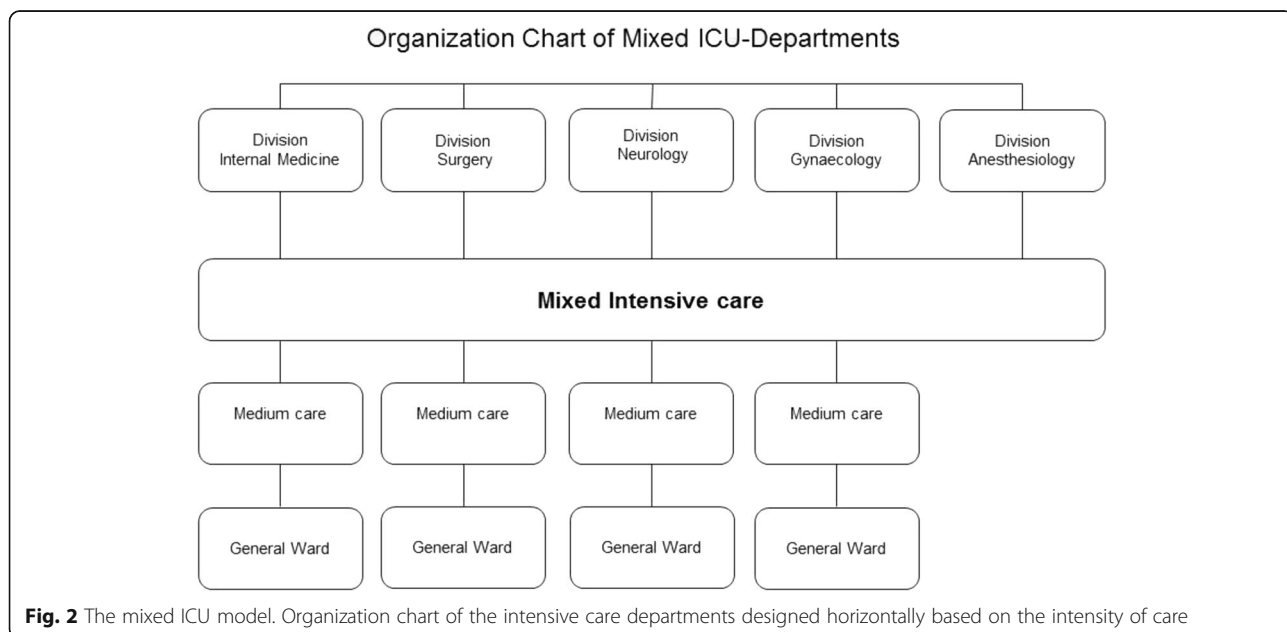 Organization Chart of Mixed ICU-Departments
Division
Internal Medicine
Division
Surgery
Division
Neurology
Division
Gynaecology
Division
Anesthesiology
Mixed Intensive care
Medium care
Medium care
Medium care
Medium care
General Ward
General Ward
General Ward
General Ward
Fig. 2 The mixed ICU model. Organization chart of the intensive care departments designed horizontally based on the intensity of care